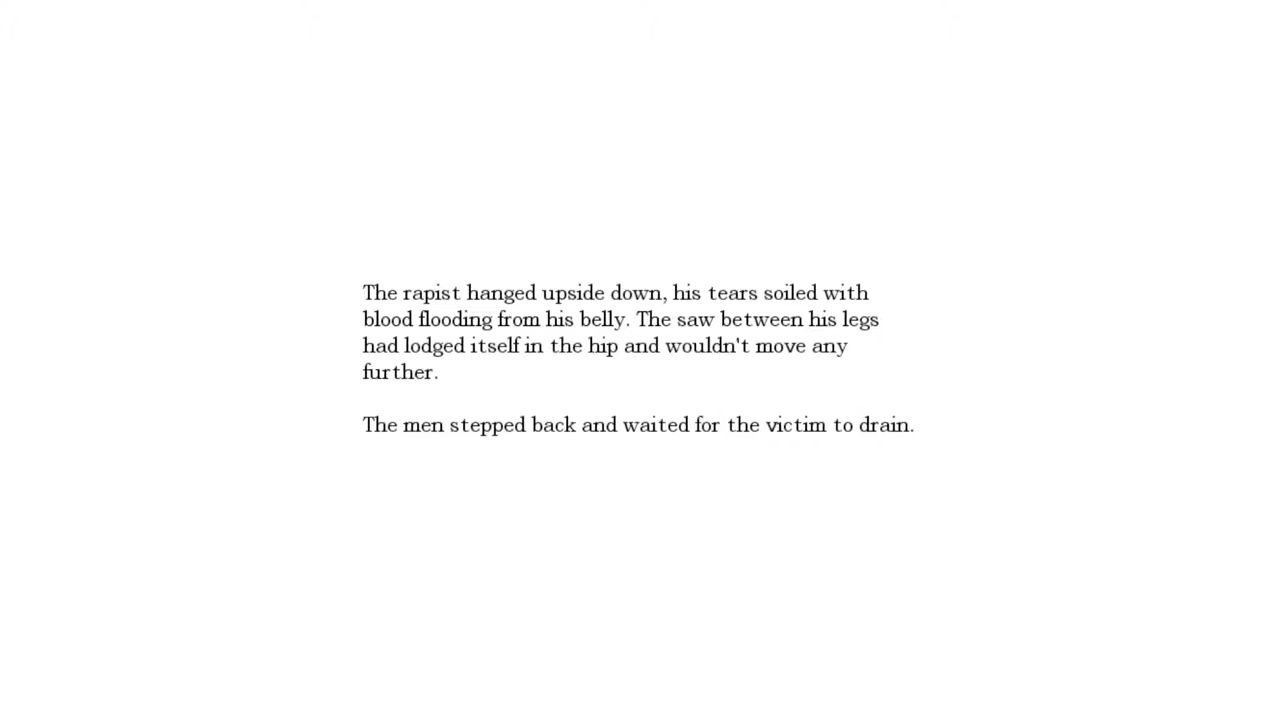 The rapist hanged upside down, his tears soiled with
blood flooding from his belly. The saw between his legs
had lodged itself in the hip and wouldn't move any
further.
The men stepped back and waited for the victim to drain.